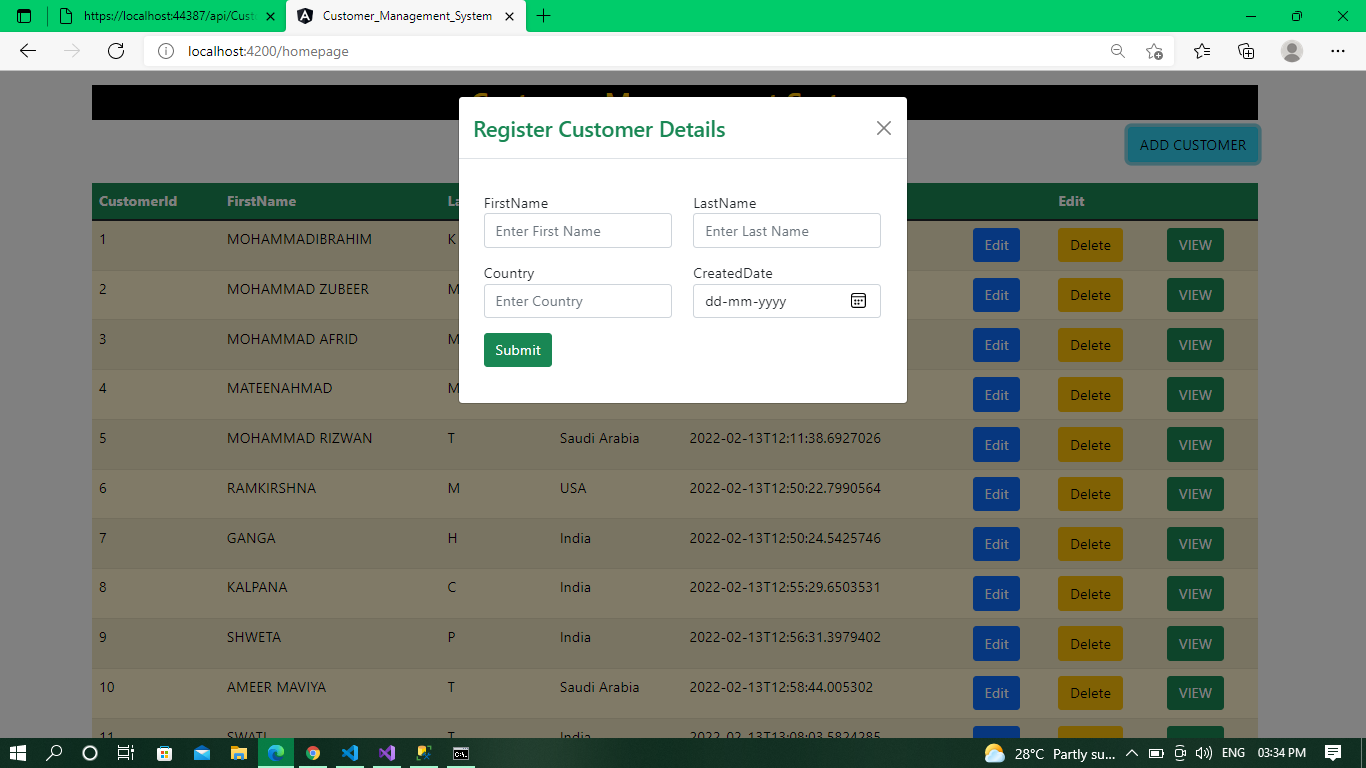 https://localhost:44387/api/Cust
Customer_Management_System
localhost:4200/homepage
Register Customer Details
ADD CUSTOMER
CustomerId FirstName La Edit
FirstName LastName
Enter First Name Enter Last Name
Country CreatedDate
Enter Country dd-mm-yyyy
Submit
1 MOHAMMADIBRAHIM K Edit Delete VIEW
2 MOHAMMAD ZUBEER M Edit Delete VIEW
3 MOHAMMAD AFRID M Edit Delete VIEW
4 MATEENAHMAD M Edit Delete VIEW
5 MOHAMMAD RIZWAN T Saudi Arabia 2022-02-13T12:11:38.6927026 Edit Delete VIEW
6 RAMKIRSHNA M USA 2022-02-13T12:50:22.7990564 Edit Delete VIEW
7 GANGA H India 2022-02-13T12:50:24.5425746 Edit Delete VIEW
8 KALPANA C India 2022-02-13T12:55:29.6503531 Edit Delete VIEW
9 SHWETA P India 2022-02-13T12:56:31.3979402 Edit Delete VIEW
10 AMEER MAVIYA T Saudi Arabia 2022-02-13T12:58:44.005302 Edit Delete VIEW
11 SWATI T India 2022-02-13T13:08:03.5824285
28°C Partly su... ENG 03:34 PM